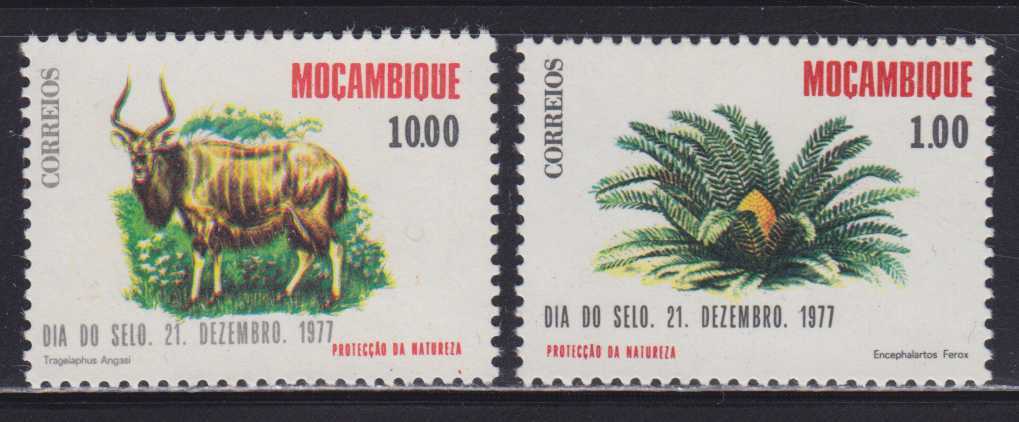 CORREIOS
MOÇAMBIQUE
10.00
DIA DO SELO. 21. DEZEMBRO. 1977
PROTECÇÃO DA NATUREZA
Tragelaphus Angasi
CORREIOS
MOÇAMBIQUE
1.00
DIA DO SELO. 21. DEZEMBRO. 1977
PROTECÇÃO DA NATUREZA
Encephalartos Ferox